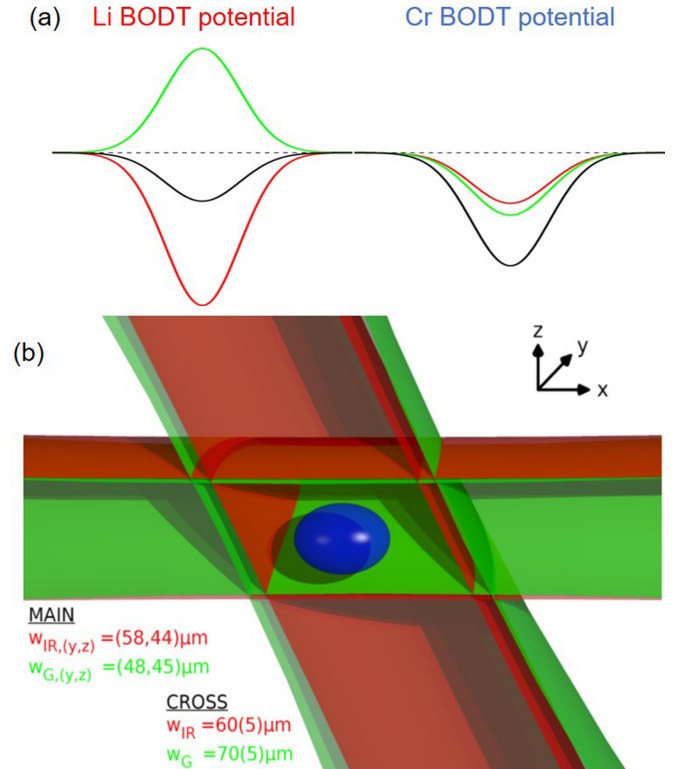 (a) Li BODT potential Cr BODT potential
(b)
z
y
x
MAIN
w_IR,(y,z) =(58,44)μm
w_G,(y,z) =(48,45)μm
CROSS
w_IR =60(5)μm
w_G =70(5)μm